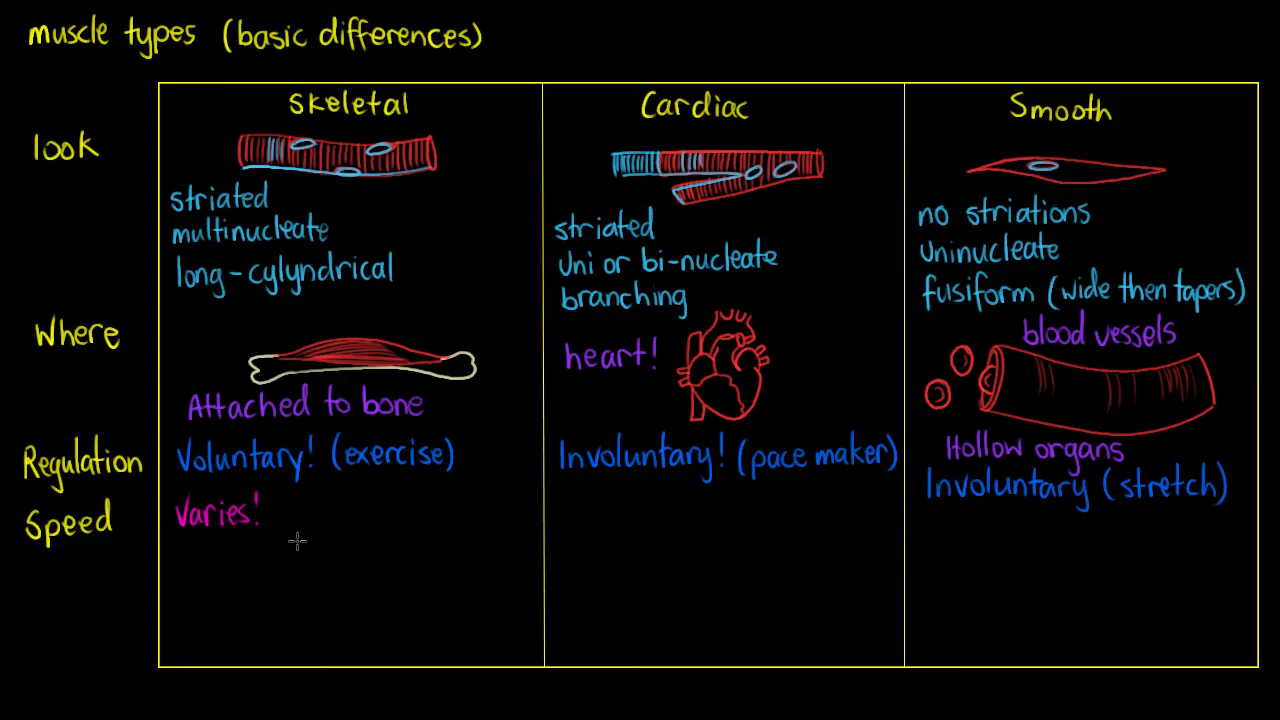 muscle types (basic differences)
Skeletal
Cardiac
Smooth
look
striated
multinucleate
long-cylyndrical
striated
Uni or bi-nucleate
branching
no striations
Uninucleate
fusiform (wide then tapers)
Where
Attached to bone
heart!
blood vessels
Hollow organs
Regulation
Voluntary! (exercise)
Involuntary! (pace maker)
Involuntary (stretch)
Speed
Varies!